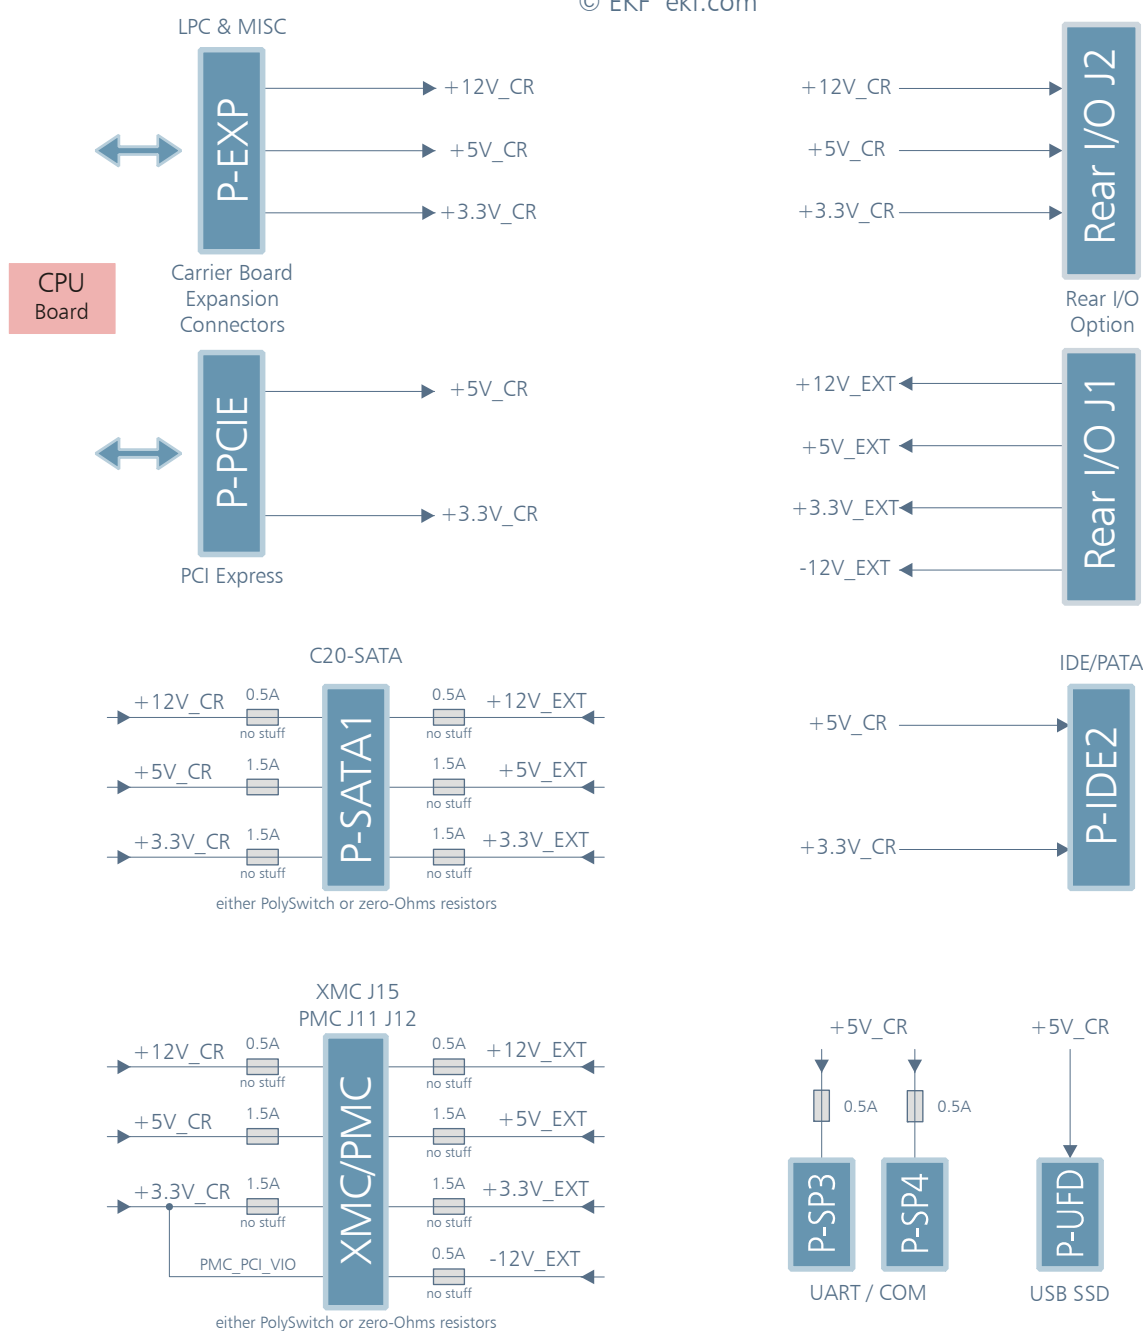 © EKF ekf.com
LPC & MISC
P-EXP
+12V_CR
+5V_CR
+3.3V_CR
+12V_CR
+5V_CR
+3.3V_CR
Rear I/O J2
CPU
Board
Carrier Board
Expansion
Connectors
Rear I/O
Option
P-PCIE
+5V_CR
+3.3V_CR
PCI Express
+12V_EXT
+5V_EXT
+3.3V_EXT
-12V_EXT
Rear I/O J1
C20-SATA
+12V_CR 0.5A
no stuff
+5V_CR 1.5A
+3.3V_CR 1.5A
no stuff
P-SATA1
0.5A +12V_EXT
no stuff
1.5A +5V_EXT
no stuff
1.5A +3.3V_EXT
no stuff
either PolySwitch or zero-Ohms resistors
IDE/PATA
+5V_CR
+3.3V_CR
P-IDE2
XMC J15
PMC J11 J12
+12V_CR 0.5A
no stuff
+5V_CR 1.5A
+3.3V_CR 1.5A
no stuff
PMC_PCI_VIO
XMC/PMC
0.5A +12V_EXT
no stuff
1.5A +5V_EXT
no stuff
1.5A +3.3V_EXT
no stuff
0.5A -12V_EXT
no stuff
either PolySwitch or zero-Ohms resistors
+5V_CR
0.5A 0.5A
P-SP3
P-SP4
UART / COM
+5V_CR
P-UFD
USB SSD